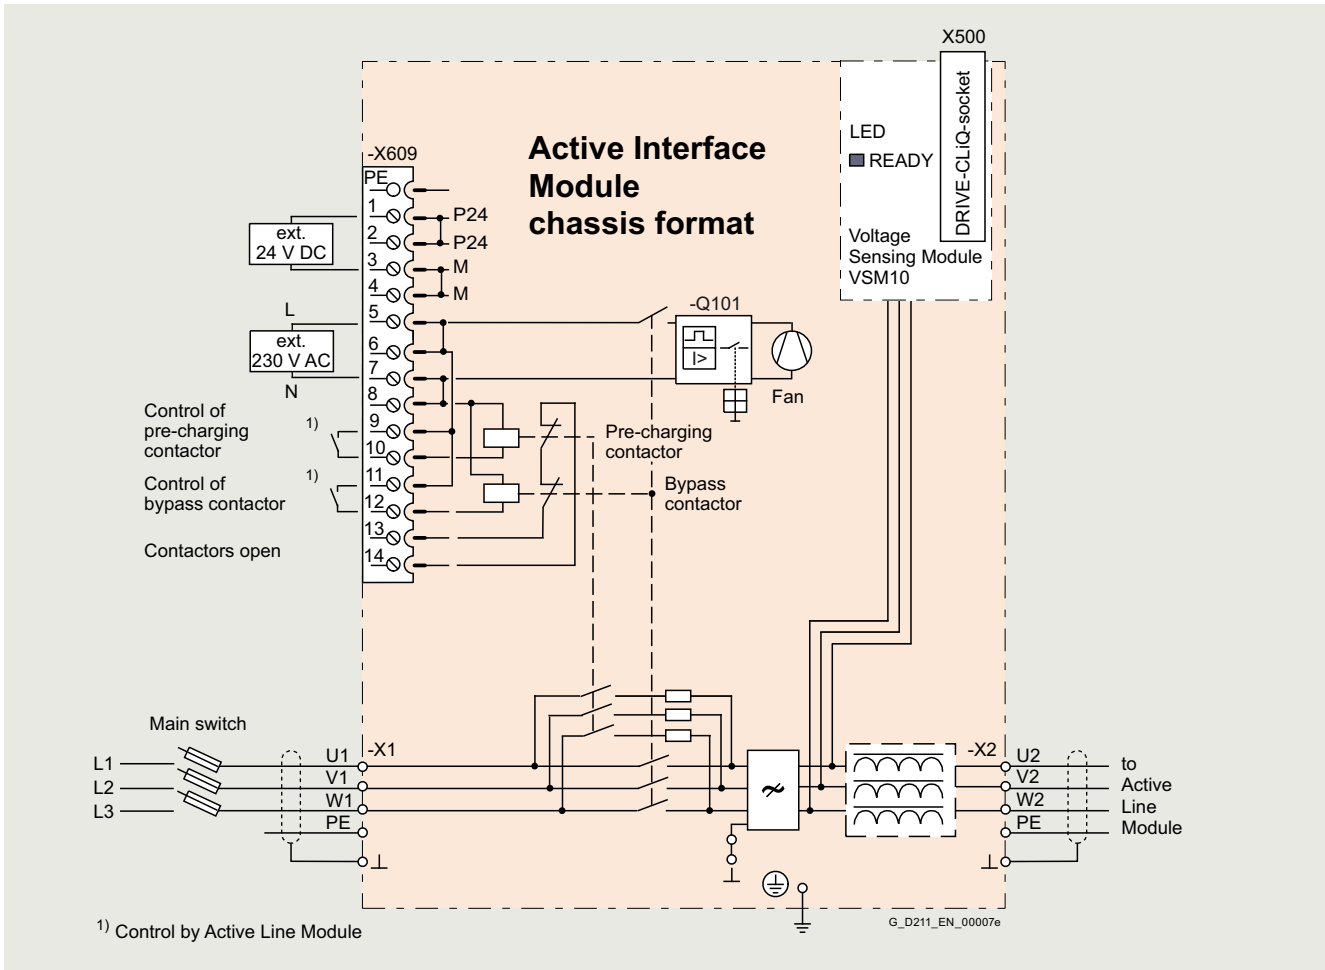 X500
DRIVE-CLiQ-socket
LED
READY
Voltage
Sensing Module
VSM10
Active Interface
Module
chassis format
-X609
PE
1
2
3
4
5
6
7
8
9
10
11
12
13
14
P24
P24
M
M
ext.
24 V DC
L
ext.
230 V AC
N
-Q101
I>
Fan
Control of
pre-charging
contactor
1)
Control of
bypass contactor
1)
Contactors open
Pre-charging
contactor
Bypass
contactor
Main switch
L1
L2
L3
U1
V1
W1
PE
-X1
-X2
U2
V2
W2
PE
to
Active
Line
Module
G_D211_EN_00007e
1) Control by Active Line Module